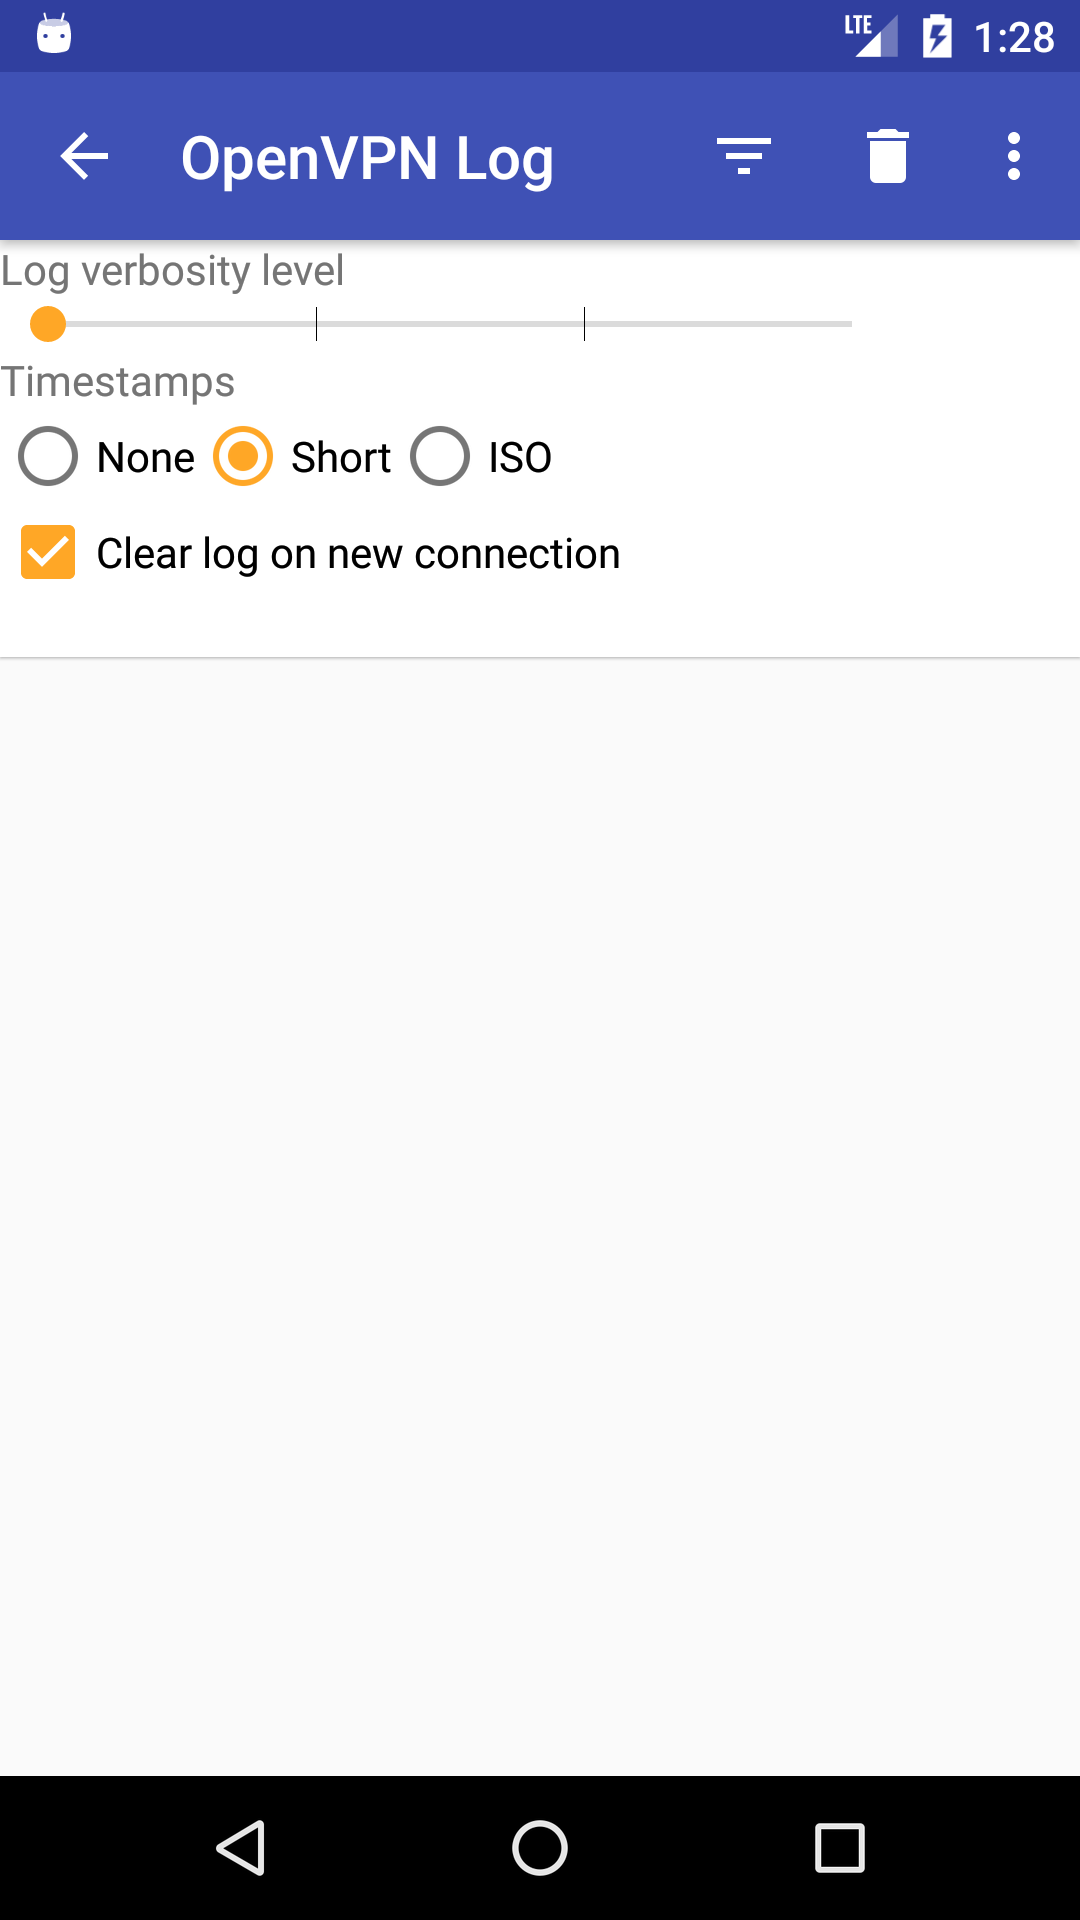 LTE 1:28
OpenVPN Log
Log verbosity level
Timestamps
None Short ISO
Clear log on new connection